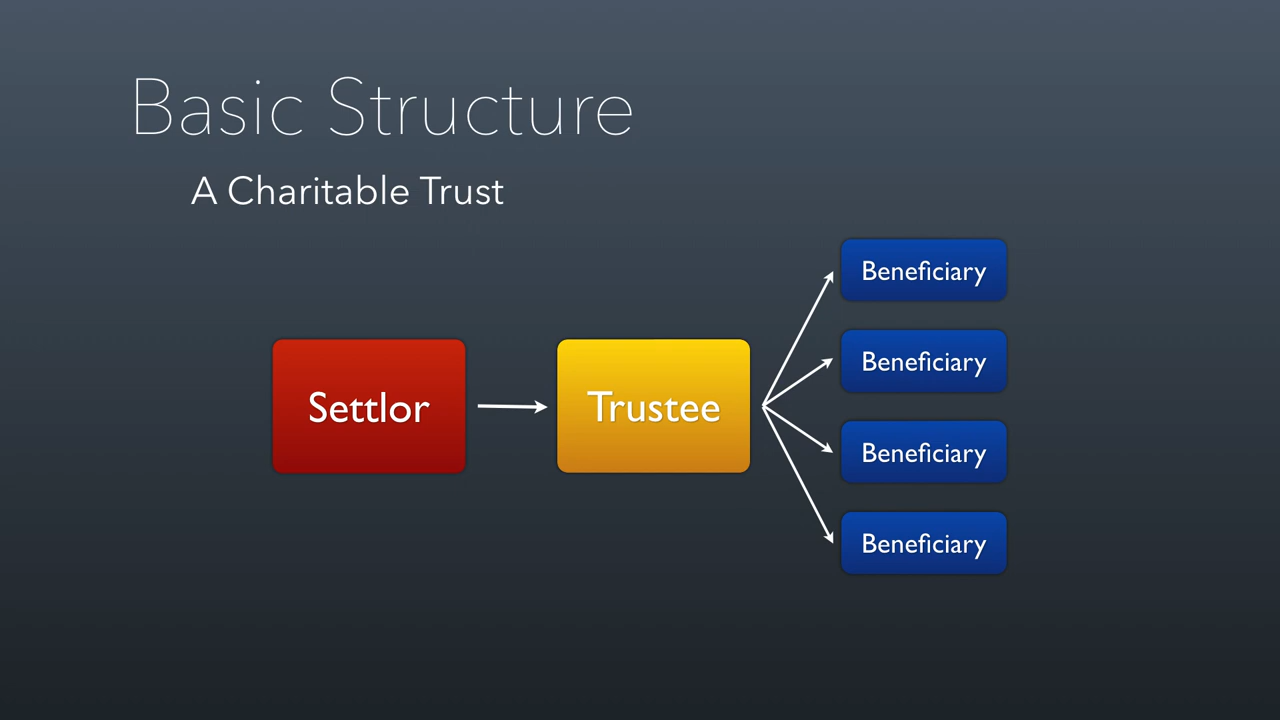 Basic Structure
A Charitable Trust
Settlor
Trustee
Beneficiary
Beneficiary
Beneficiary
Beneficiary